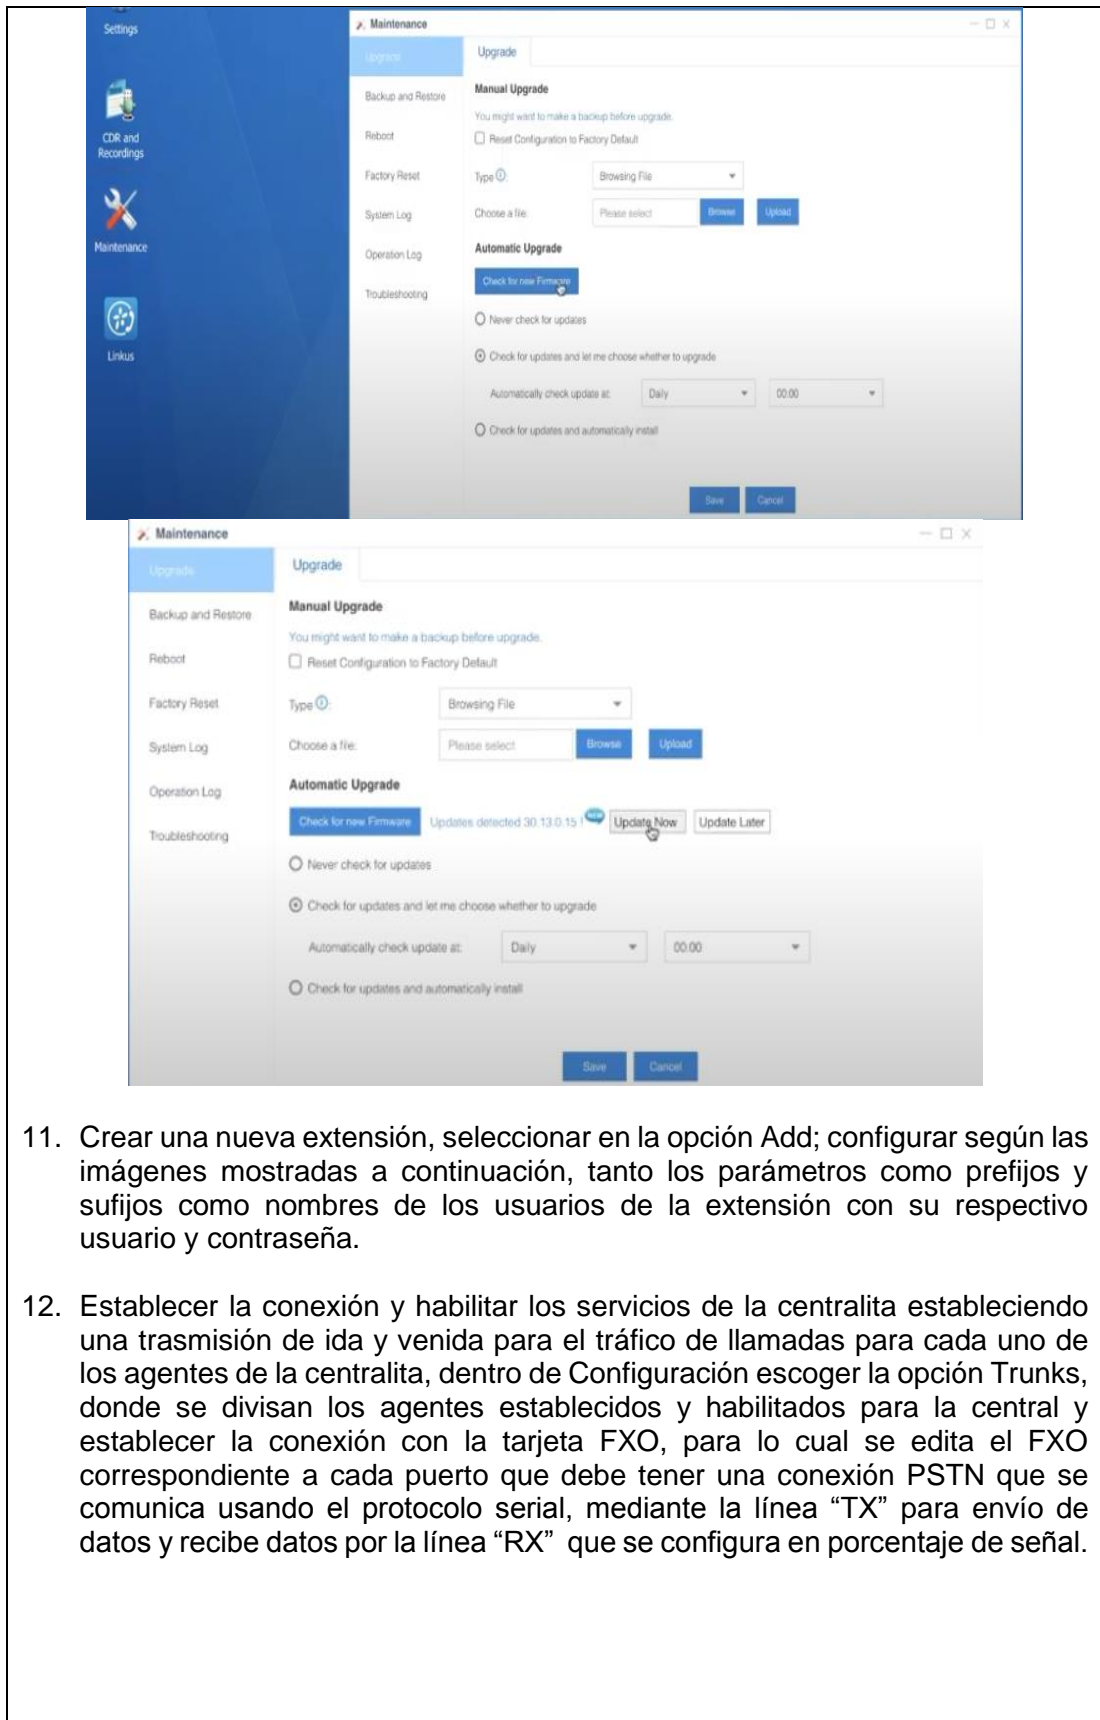 Settings
CDR and
Recordings
Maintenance
Linkus
Maintenance
Upgrade
Backup and Restore
Reboot
Factory Reset
System Log
Operation Log
Troubleshooting
Upgrade
Manual Upgrade
You might want to make a backup before upgrade.
Reset Configuration to Factory Default
Type: Browsing File
Choose a file: Please select Browse Upload
Automatic Upgrade
Check for new Firmware
Never check for updates
Check for updates and let me choose whether to upgrade
Automatically check update at: Daily 00:00
Check for updates and automatically install
Save Cancel
Maintenance
Upgrade
Backup and Restore
Reboot
Factory Reset
System Log
Operation Log
Troubleshooting
Upgrade
Manual Upgrade
You might want to make a backup before upgrade.
Reset Configuration to Factory Default
Type: Browsing File
Choose a file: Please select Browse Upload
Automatic Upgrade
Check for new Firmware Updates detected 30.13.0.15 ! NEW Update Now Update Later
Never check for updates
Check for updates and let me choose whether to upgrade
Automatically check update at: Daily 00:00
Check for updates and automatically install
Save Cancel
11. Crear una nueva extensión, seleccionar en la opción Add; configurar según las
imágenes mostradas a continuación, tanto los parámetros como prefijos y
sufijos como nombres de los usuarios de la extensión con su respectivo
usuario y contraseña.
12. Establecer la conexión y habilitar los servicios de la centralita estableciendo
una trasmisión de ida y venida para el tráfico de llamadas para cada uno de
los agentes de la centralita, dentro de Configuración escoger la opción Trunks,
donde se divisan los agentes establecidos y habilitados para la central y
establecer la conexión con la tarjeta FXO, para lo cual se edita el FXO
correspondiente a cada puerto que debe tener una conexión PSTN que se
comunica usando el protocolo serial, mediante la línea “TX” para envío de
datos y recibe datos por la línea “RX” que se configura en porcentaje de señal.